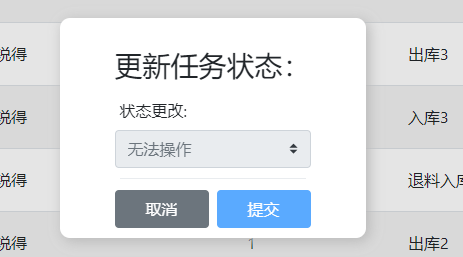 更新任务状态:
说得
出库3
状态更改:
说得
入库3
无法操作
说得
退料入库
取消
提交
说得
1
出库2